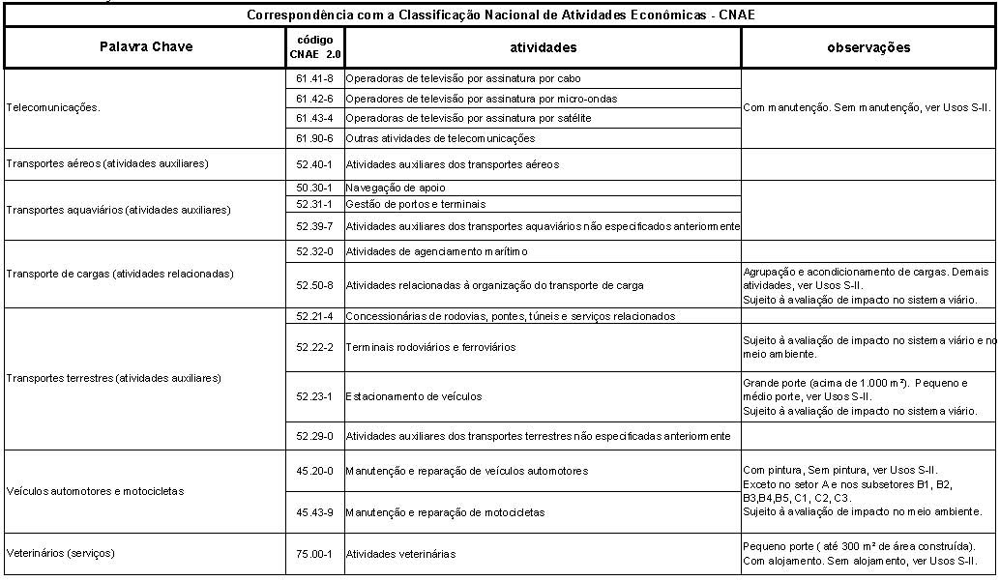 Correspondência com a Classificação Nacional de Atividades Econômicas - CNAE
Palavra Chave
código
CNAE 2.0
atividades
observações
Telecomunicações.
61.41-8 Operadoras de televisão por assinatura por cabo
61.42-6 Operadores de televisão por assinatura por micro-ondas
61.43-4 Operadoras de televisão por assinatura por satélite
61.90-6 Outras atividades de telecomunicações
Com manutenção. Sem manutenção, ver Usos S-II.
Transportes aéreos (atividades auxiliares) 52.40-1 Atividades auxiliares dos transportes aéreos
Transportes aquaviários (atividades auxiliares)
50.30-1 Navegação de apoio
52.31-1 Gestão de portos e terminais
52.39-7 Atividades auxiliares dos transportes aquaviários não especificados anteriormente
Transporte de cargas (atividades relacionadas)
52.32-0 Atividades de agenciamento marítimo
52.50-8 Atividades relacionadas à organização do transporte de carga
Agrupação e acondicionamento de cargas. Demais
atividades, ver Usos S-II.
Sujeito à avaliação de impacto no sistema viário.
Transportes terrestres (atividades auxiliares)
52.21-4 Concessionárias de rodovias, pontes, túneis e serviços relacionados
52.22-2 Terminais rodoviários e ferroviários
Sujeito à avaliação de impacto no sistema viário e no
meio ambiente.
52.23-1 Estacionamento de veículos
Grande porte (acima de 1.000 m²). Pequeno e
médio porte, ver Usos S-II.
Sujeito à avaliação de impacto no sistema viário.
52.29-0 Atividades auxiliares dos transportes terrestres não especificadas anteriormente
Veículos automotores e motocicletas
45.20-0 Manutenção e reparação de veículos automotores
45.43-9 Manutenção e reparação de motocicletas
Com pintura, Sem pintura, ver Usos S-II.
Exceto no setor A e nos subsetores B1, B2,
B3,B4,B5, C1, C2, C3.
Sujeito à avaliação de impacto no meio ambiente.
Veterinários (serviços) 75.00-1 Atividades veterinárias
Pequeno porte ( até 300 m² de área construída).
Com alojamento. Sem alojamento, ver Usos S-II.